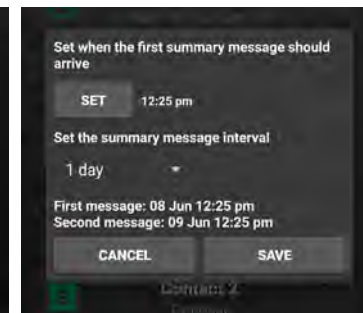 Set when the first summary message should
arrive
SET 12:25 pm
Set the summary message interval
1 day
First message: 08 Jun 12:25 pm
Second message: 09 Jun 12:25 pm
CANCEL SAVE
Contact 2